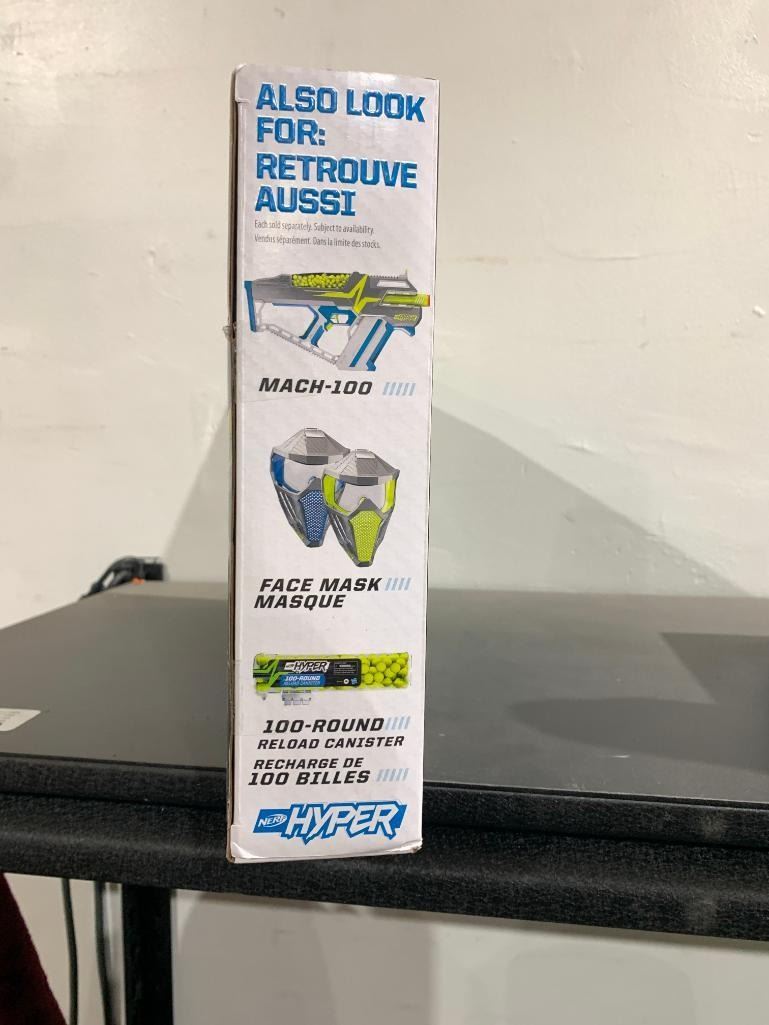 ALSO LOOK
FOR:
RETROUVE
AUSSI
Each sold separately. Subject to availability.
Vendus séparément. Dans la limite des stocks.
HYPER
MACH-100
FACE MASK
MASQUE
NERF HYPER
100-ROUND
RELOAD CANISTER
100-ROUND
RELOAD CANISTER
RECHARGE DE
100 BILLES
NERF HYPER